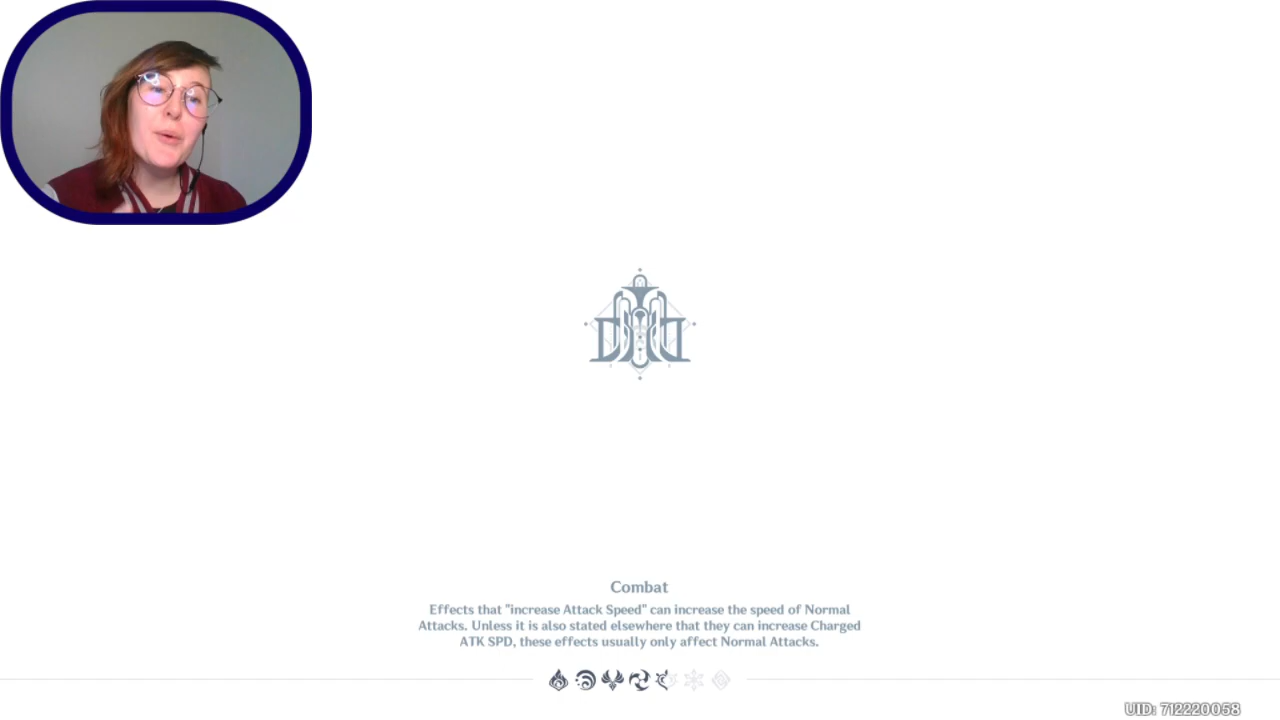 Combat
Effects that "increase Attack Speed" can increase the speed of Normal
Attacks. Unless it is also stated elsewhere that they can increase Charged
ATK SPD, these effects usually only affect Normal Attacks.
UID: 712220058